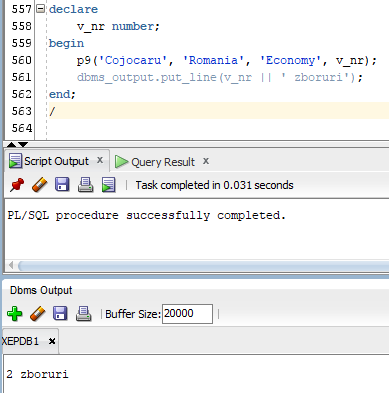 557 declare
558 v_nr number;
559 begin
560 p9('Cojocaru', 'Romania', 'Economy', v_nr);
561 dbms_output.put_line(v_nr || ' zboruri');
562 end;
563 /
564
Script Output x Query Result x
Task completed in 0.031 seconds
PL/SQL procedure successfully completed.
Dbms Output
Buffer Size: 20000
XEPDB1 x
2 zboruri